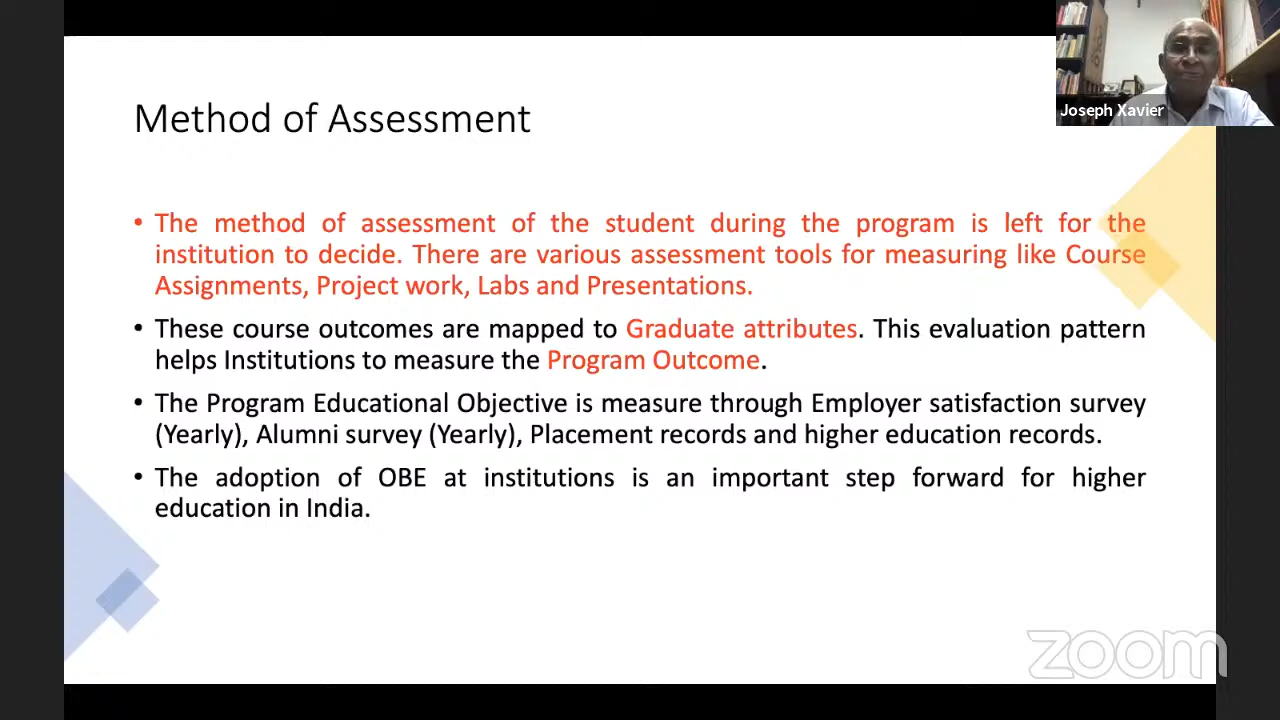 Joseph Xavier
Method of Assessment
• The method of assessment of the student during the program is left for the
institution to decide. There are various assessment tools for measuring like Course
Assignments, Project work, Labs and Presentations.
• These course outcomes are mapped to Graduate attributes. This evaluation pattern
helps Institutions to measure the Program Outcome.
• The Program Educational Objective is measure through Employer satisfaction survey
(Yearly), Alumni survey (Yearly), Placement records and higher education records.
• The adoption of OBE at institutions is an important step forward for higher
education in India.
zoom